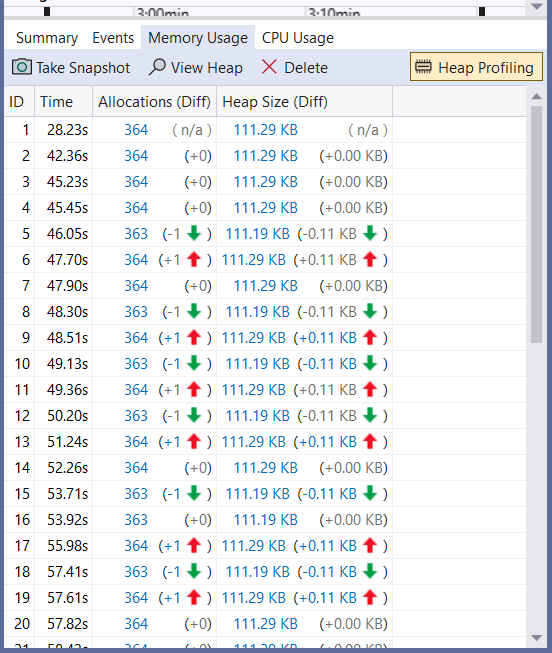 3:00min 3:10min
Summary Events Memory Usage CPU Usage
Take Snapshot View Heap Delete Heap Profiling
ID Time Allocations (Diff) Heap Size (Diff)
1 28.23s 364 ( n/a ) 111.29 KB ( n/a )
2 42.36s 364 (+0) 111.29 KB (+0.00 KB)
3 45.23s 364 (+0) 111.29 KB (+0.00 KB)
4 45.45s 364 (+0) 111.29 KB (+0.00 KB)
5 46.05s 363 (-1 ↓ ) 111.19 KB (-0.11 KB ↓ )
6 47.70s 364 (+1 ↑ ) 111.29 KB (+0.11 KB ↑ )
7 47.90s 364 (+0) 111.29 KB (+0.00 KB)
8 48.30s 363 (-1 ↓ ) 111.19 KB (-0.11 KB ↓ )
9 48.51s 364 (+1 ↑ ) 111.29 KB (+0.11 KB ↑ )
10 49.13s 363 (-1 ↓ ) 111.19 KB (-0.11 KB ↓ )
11 49.36s 364 (+1 ↑ ) 111.29 KB (+0.11 KB ↑ )
12 50.20s 363 (-1 ↓ ) 111.19 KB (-0.11 KB ↓ )
13 51.24s 364 (+1 ↑ ) 111.29 KB (+0.11 KB ↑ )
14 52.26s 364 (+0) 111.29 KB (+0.00 KB)
15 53.71s 363 (-1 ↓ ) 111.19 KB (-0.11 KB ↓ )
16 53.92s 363 (+0) 111.19 KB (+0.00 KB)
17 55.98s 364 (+1 ↑ ) 111.29 KB (+0.11 KB ↑ )
18 57.41s 363 (-1 ↓ ) 111.19 KB (-0.11 KB ↓ )
19 57.61s 364 (+1 ↑ ) 111.29 KB (+0.11 KB ↑ )
20 57.82s 364 (+0) 111.29 KB (+0.00 KB)